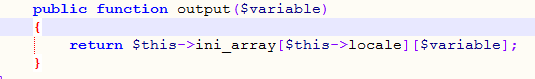 public function output($variable)
{
return $this->ini_array[$this->locale][$variable];
}